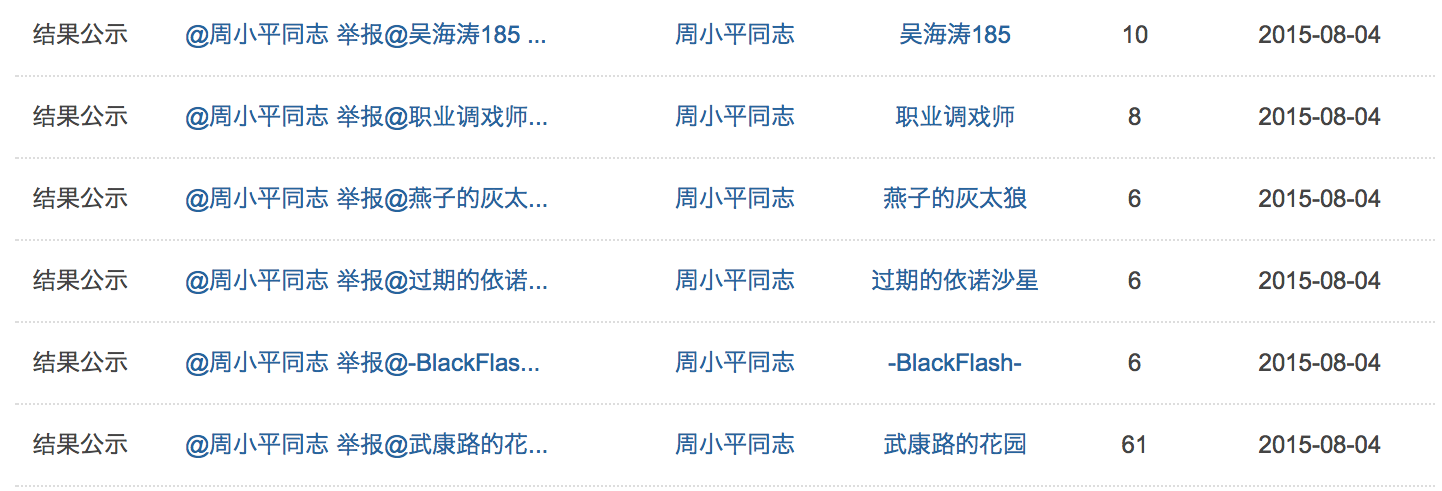 结果公示 @周小平同志 举报@吴海涛185 ... 周小平同志 吴海涛185 10 2015-08-04
结果公示 @周小平同志 举报@职业调戏师... 周小平同志 职业调戏师 8 2015-08-04
结果公示 @周小平同志 举报@燕子的灰太... 周小平同志 燕子的灰太狼 6 2015-08-04
结果公示 @周小平同志 举报@过期的依诺... 周小平同志 过期的依诺沙星 6 2015-08-04
结果公示 @周小平同志 举报@-BlackFlas... 周小平同志 -BlackFlash- 6 2015-08-04
结果公示 @周小平同志 举报@武康路的花... 周小平同志 武康路的花园 61 2015-08-04